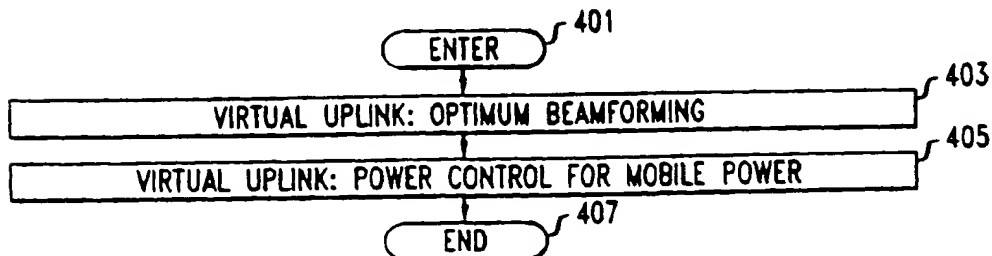 401
ENTER
403
VIRTUAL UPLINK: OPTIMUM BEAMFORMING
405
VIRTUAL UPLINK: POWER CONTROL FOR MOBILE POWER
407
END